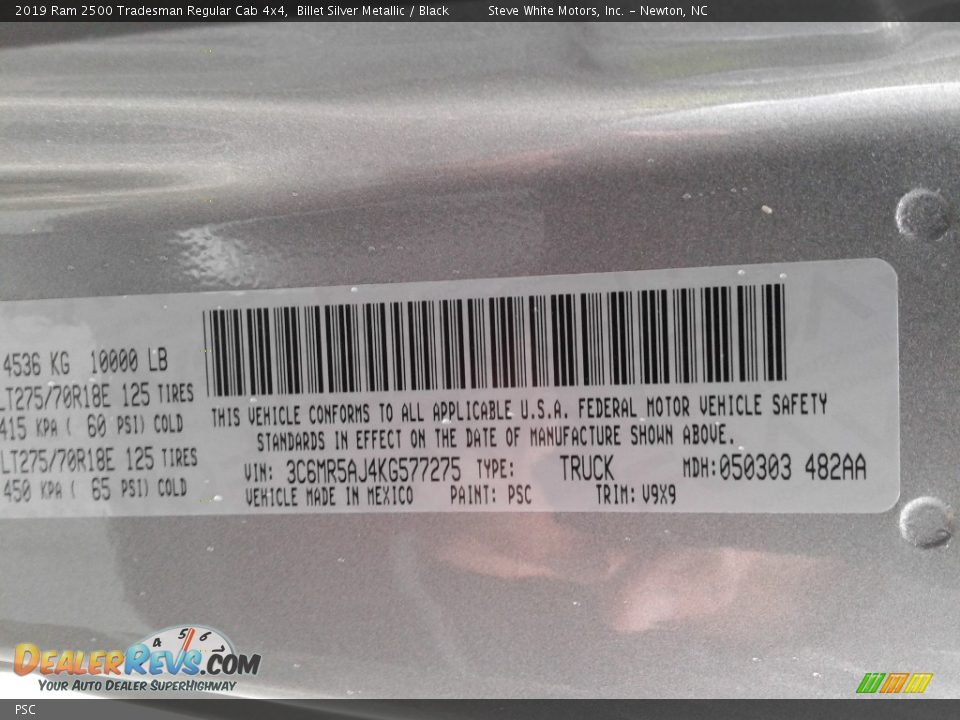 2019 Ram 2500 Tradesman Regular Cab 4x4, Billet Silver Metallic / Black Steve White Motors, Inc. – Newton, NC
4536 KG 10000 LB
LT275/70R18E 125 TIRES
415 KPA ( 60 PSI) COLD
LT275/70R18E 125 TIRES
450 KPA ( 65 PSI) COLD
THIS VEHICLE CONFORMS TO ALL APPLICABLE U.S.A. FEDERAL MOTOR VEHICLE SAFETY
STANDARDS IN EFFECT ON THE DATE OF MANUFACTURE SHOWN ABOVE.
VIN: 3C6MR5AJ4KG577275 TYPE: TRUCK MDH:050303 482AA
VEHICLE MADE IN MEXICO PAINT: PSC TRIM: V9X9
4 5 6
DEALERREVS.COM
YOUR AUTO DEALER SUPERHIGHWAY
PSC